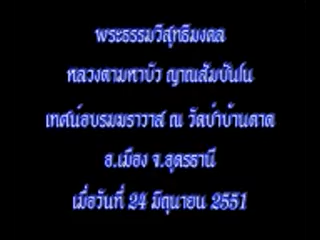 พระธรรมวิสุทธิมงคล
หลวงตามหาบัว ญาณสัมปันโน
เทศน์อบรมฆราวาส ณ วัดป่าบ้านตาด
อ.เมือง จ.อุดรธานี
เมื่อวันที่ 24 มิถุนายน 2551